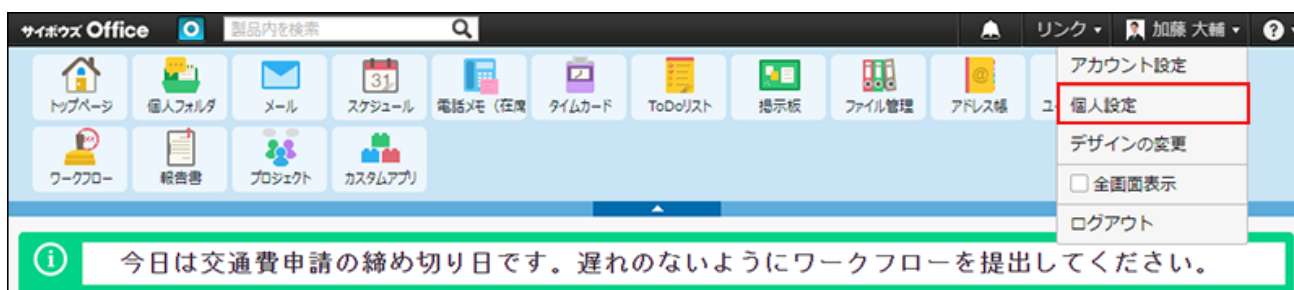 サイボウズ Office 製品内を検索 リンク 加藤 大輔
アカウント設定
個人設定
デザインの変更
全画面表示
ログアウト
トップページ 個人フォルダ メール スケジュール 電話メモ（在席 タイムカード ToDoリスト 掲示板 ファイル管理 アドレス帳 ユ
ワークフロー 報告書 プロジェクト カスタムアプリ
今日は交通費申請の締め切り日です。遅れのないようにワークフローを提出してください。